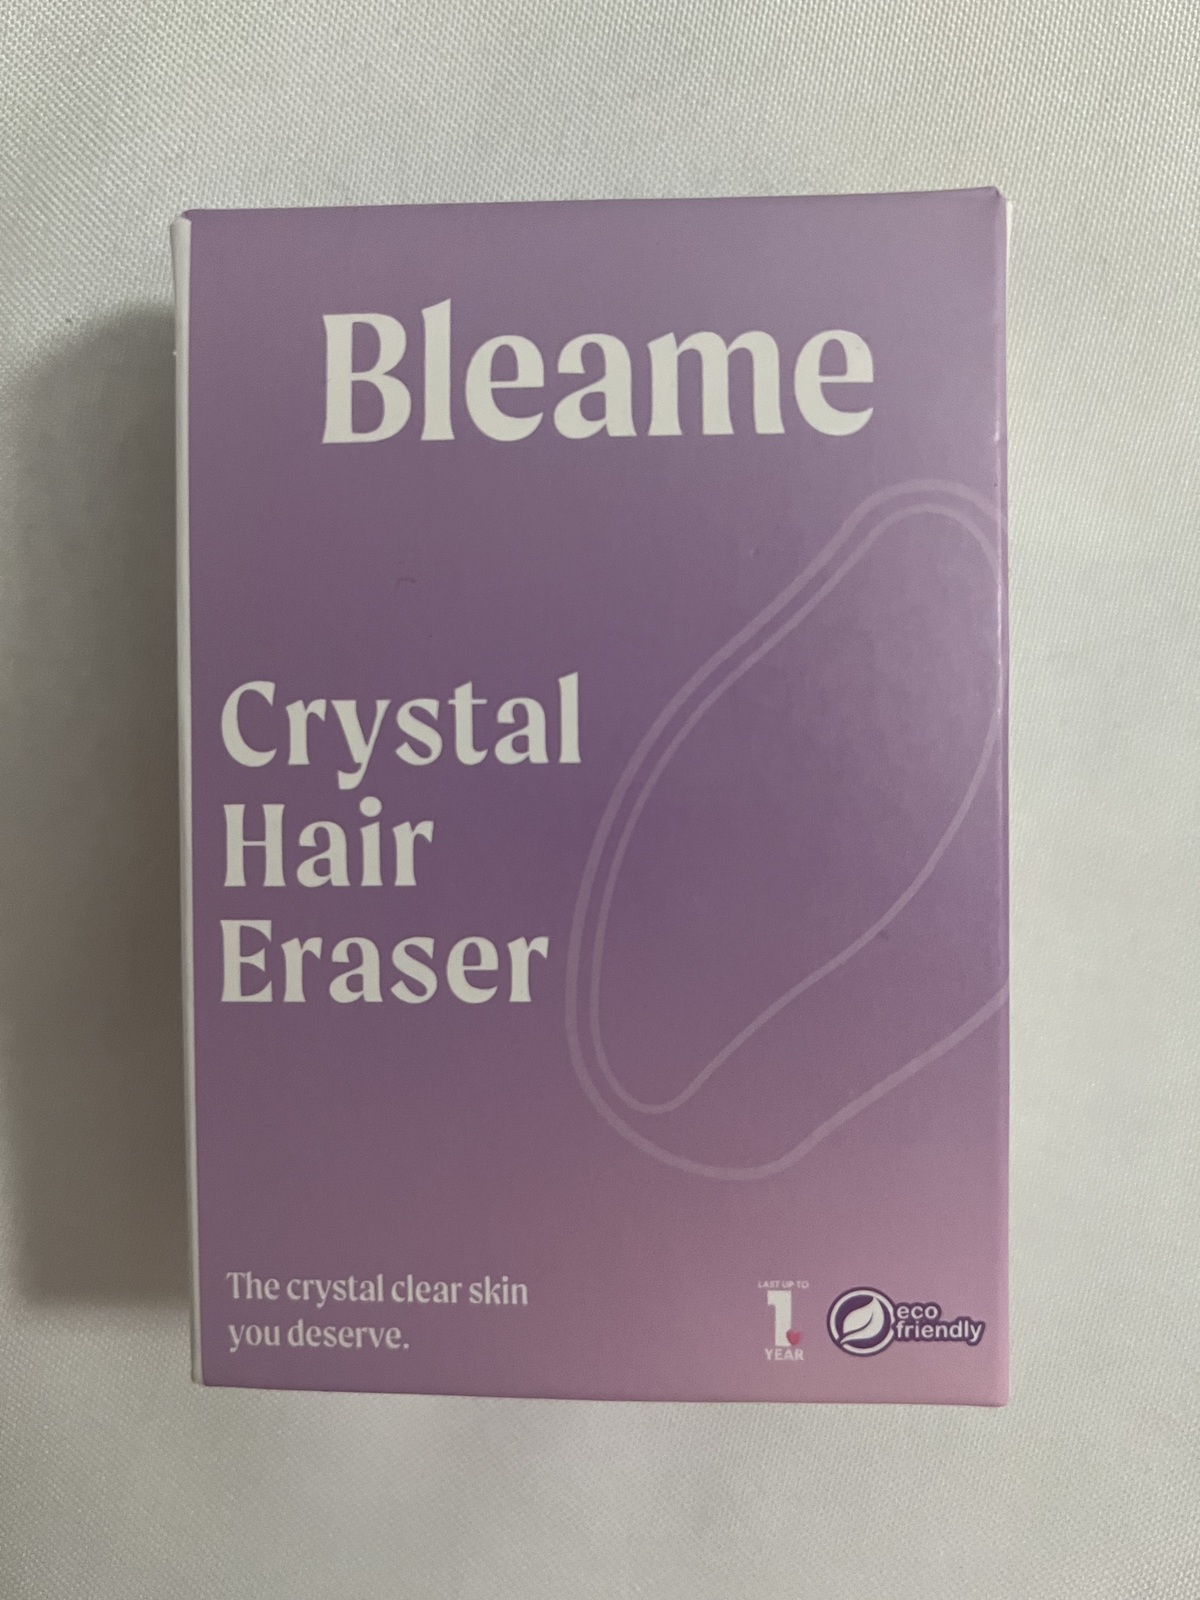 Bleame
Crystal
Hair
Eraser
The crystal clear skin
you deserve.
LAST UP TO
1
YEAR
eco
friendly